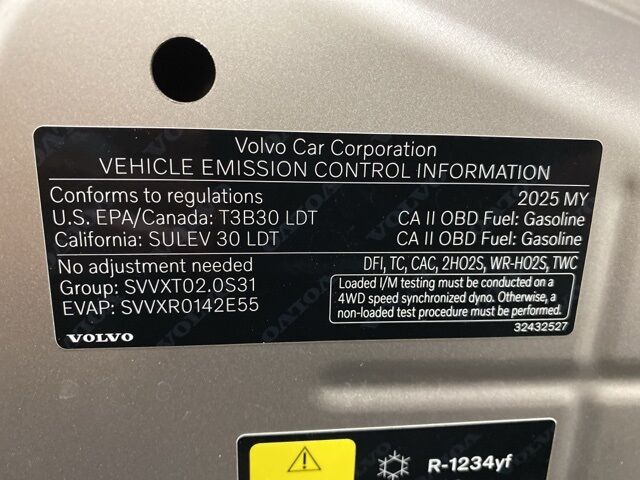 Volvo Car Corporation
VEHICLE EMISSION CONTROL INFORMATION
Conforms to regulations 2025 MY
U.S. EPA/Canada: T3B30 LDT CA II OBD Fuel: Gasoline
California: SULEV 30 LDT CA II OBD Fuel: Gasoline
No adjustment needed DFI, TC, CAC, 2HO2S, WR-HO2S, TWC
Group: SVVXT02.0S31
EVAP: SVVXR0142E55
Loaded I/M testing must be conducted on a
4WD speed synchronized dyno. Otherwise, a
non-loaded test procedure must be performed.
VOLVO 32432527
R-1234yf